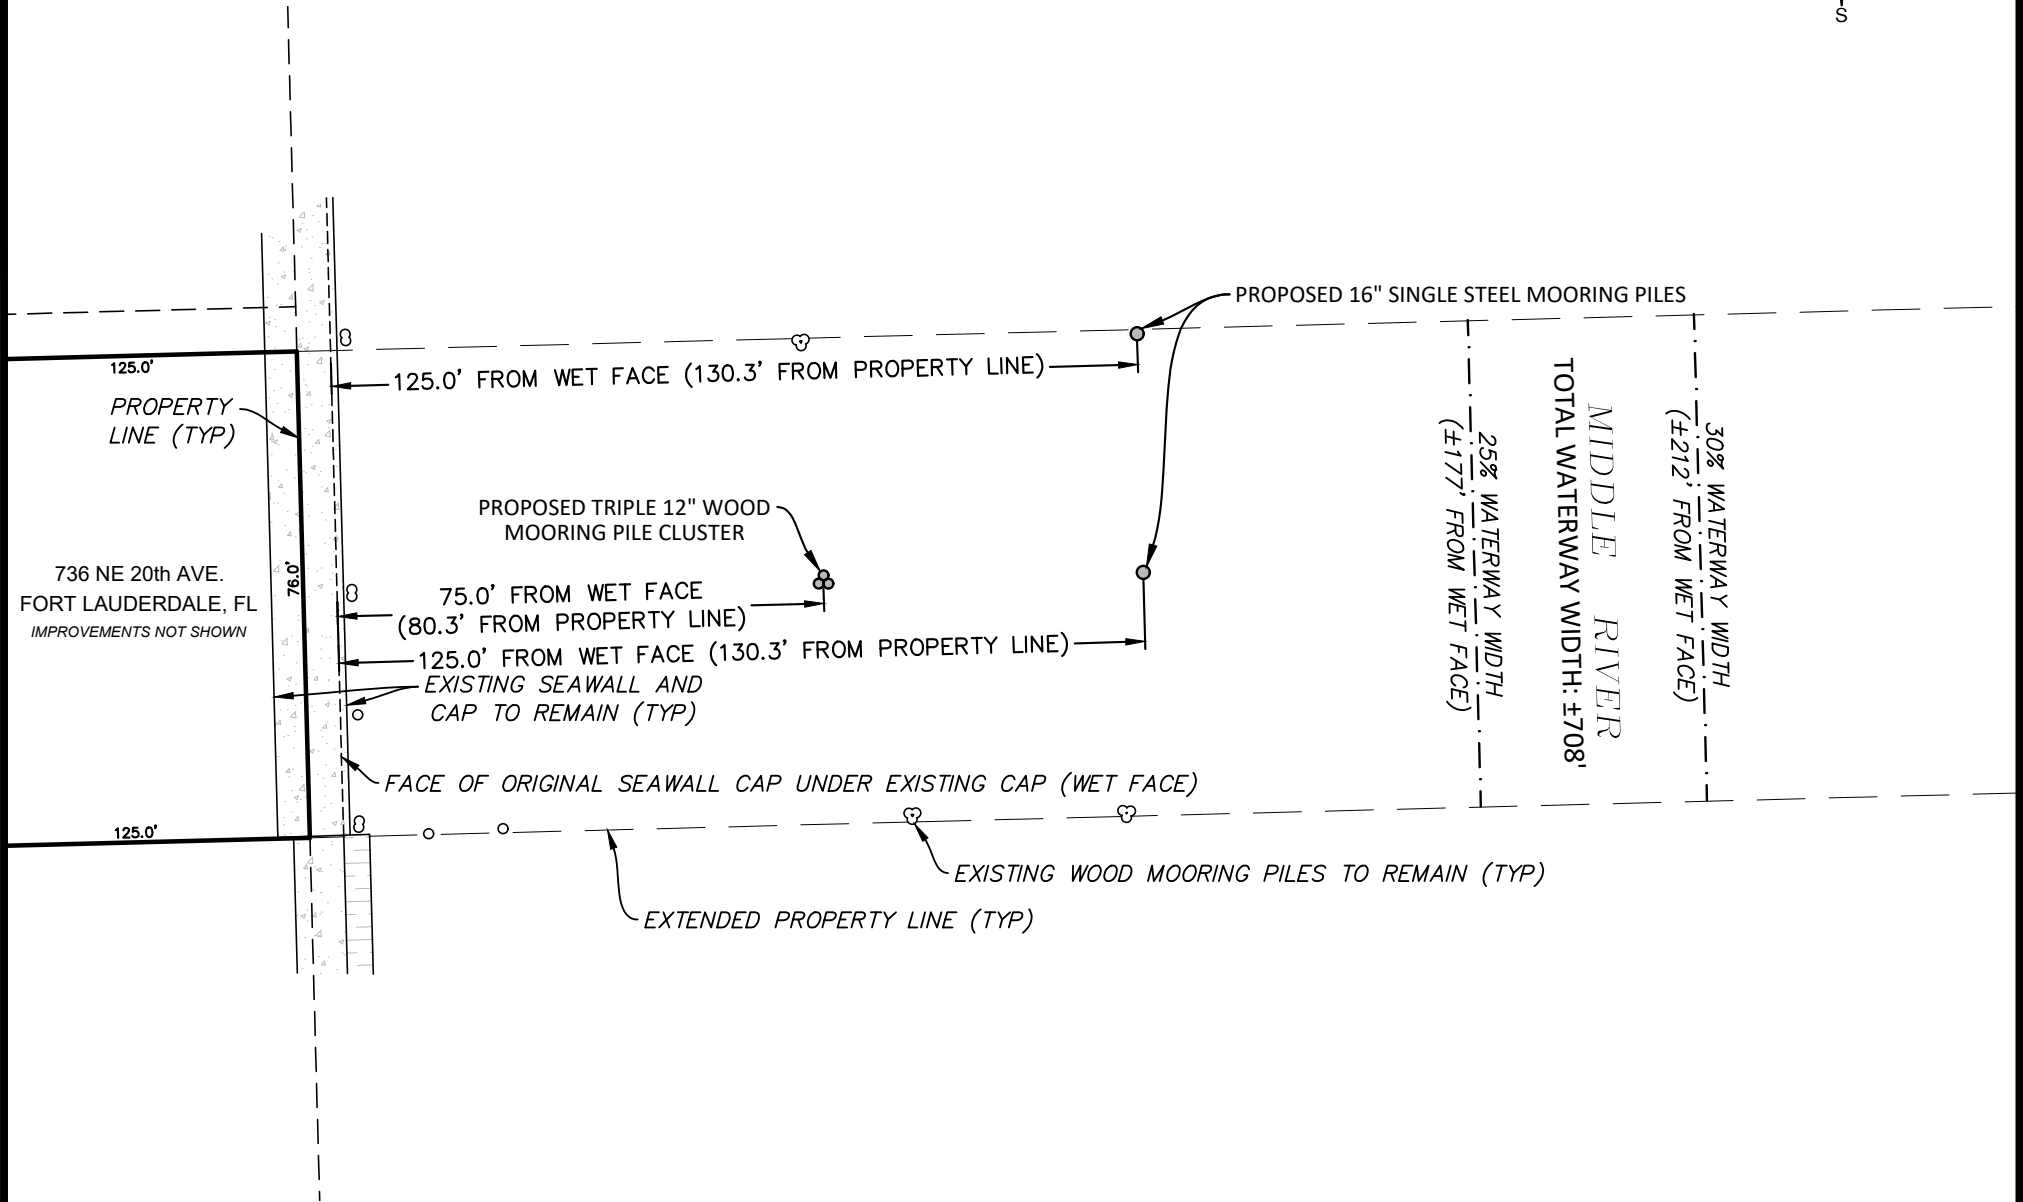 S
PROPOSED 16" SINGLE STEEL MOORING PILES
125.0'
125.0' FROM WET FACE (130.3' FROM PROPERTY LINE)
PROPERTY
LINE (TYP)
PROPOSED TRIPLE 12" WOOD
MOORING PILE CLUSTER
76.0'
736 NE 20th AVE.
FORT LAUDERDALE, FL
IMPROVEMENTS NOT SHOWN
75.0' FROM WET FACE
(80.3' FROM PROPERTY LINE)
125.0' FROM WET FACE (130.3' FROM PROPERTY LINE)
EXISTING SEAWALL AND
CAP TO REMAIN (TYP)
FACE OF ORIGINAL SEAWALL CAP UNDER EXISTING CAP (WET FACE)
125.0'
EXISTING WOOD MOORING PILES TO REMAIN (TYP)
EXTENDED PROPERTY LINE (TYP)
25% WATERWAY WIDTH
(±177' FROM WET FACE)
MIDDLE RIVER
TOTAL WATERWAY WIDTH: ±708'
30% WATERWAY WIDTH
(±212' FROM WET FACE)